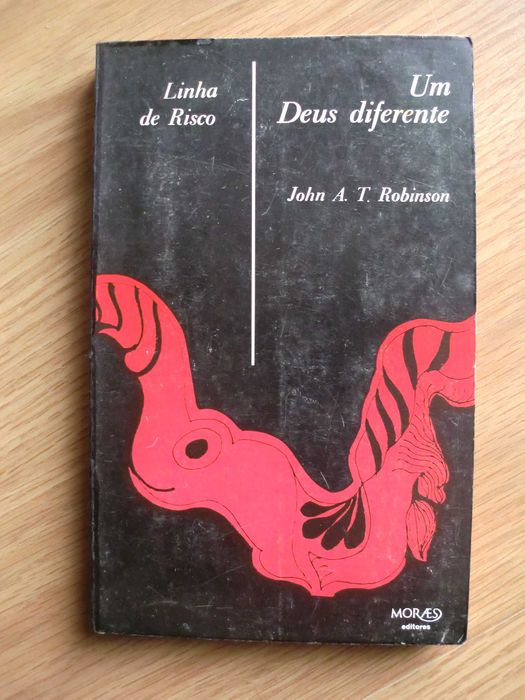 Linha
de Risco
Um
Deus diferente
John A. T. Robinson
MORÆS
editores